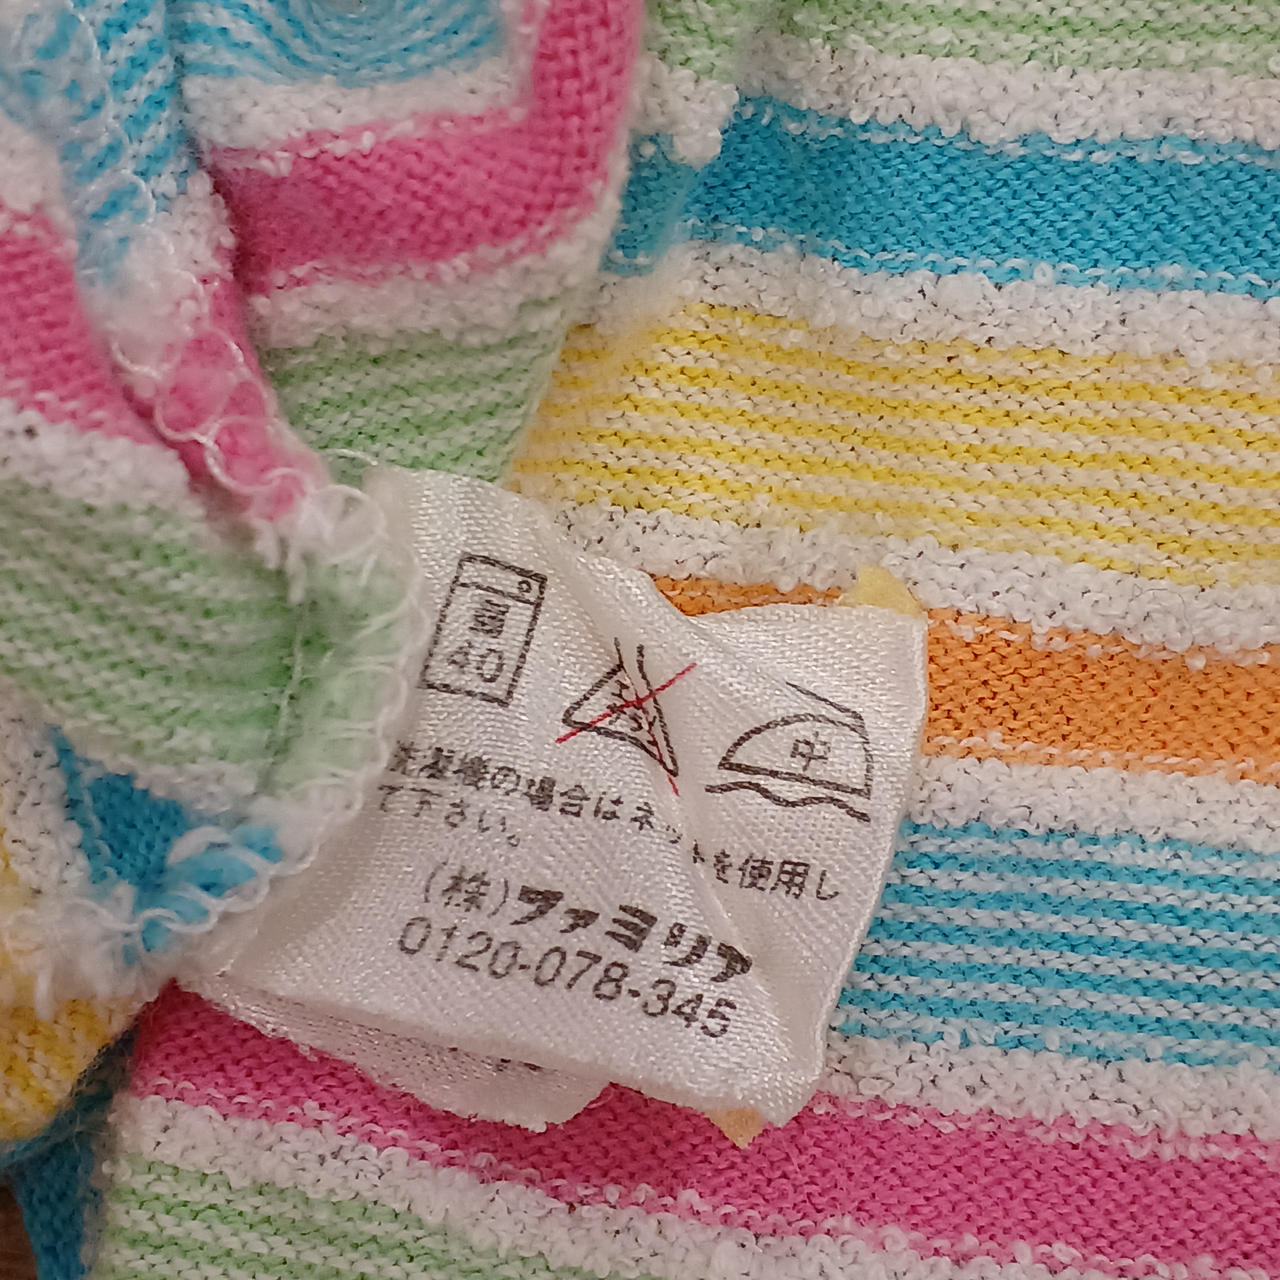 弱
40
中
洗濯機の場合はネットを使用し
て下さい。
(株)ファミリア
0120-078-345